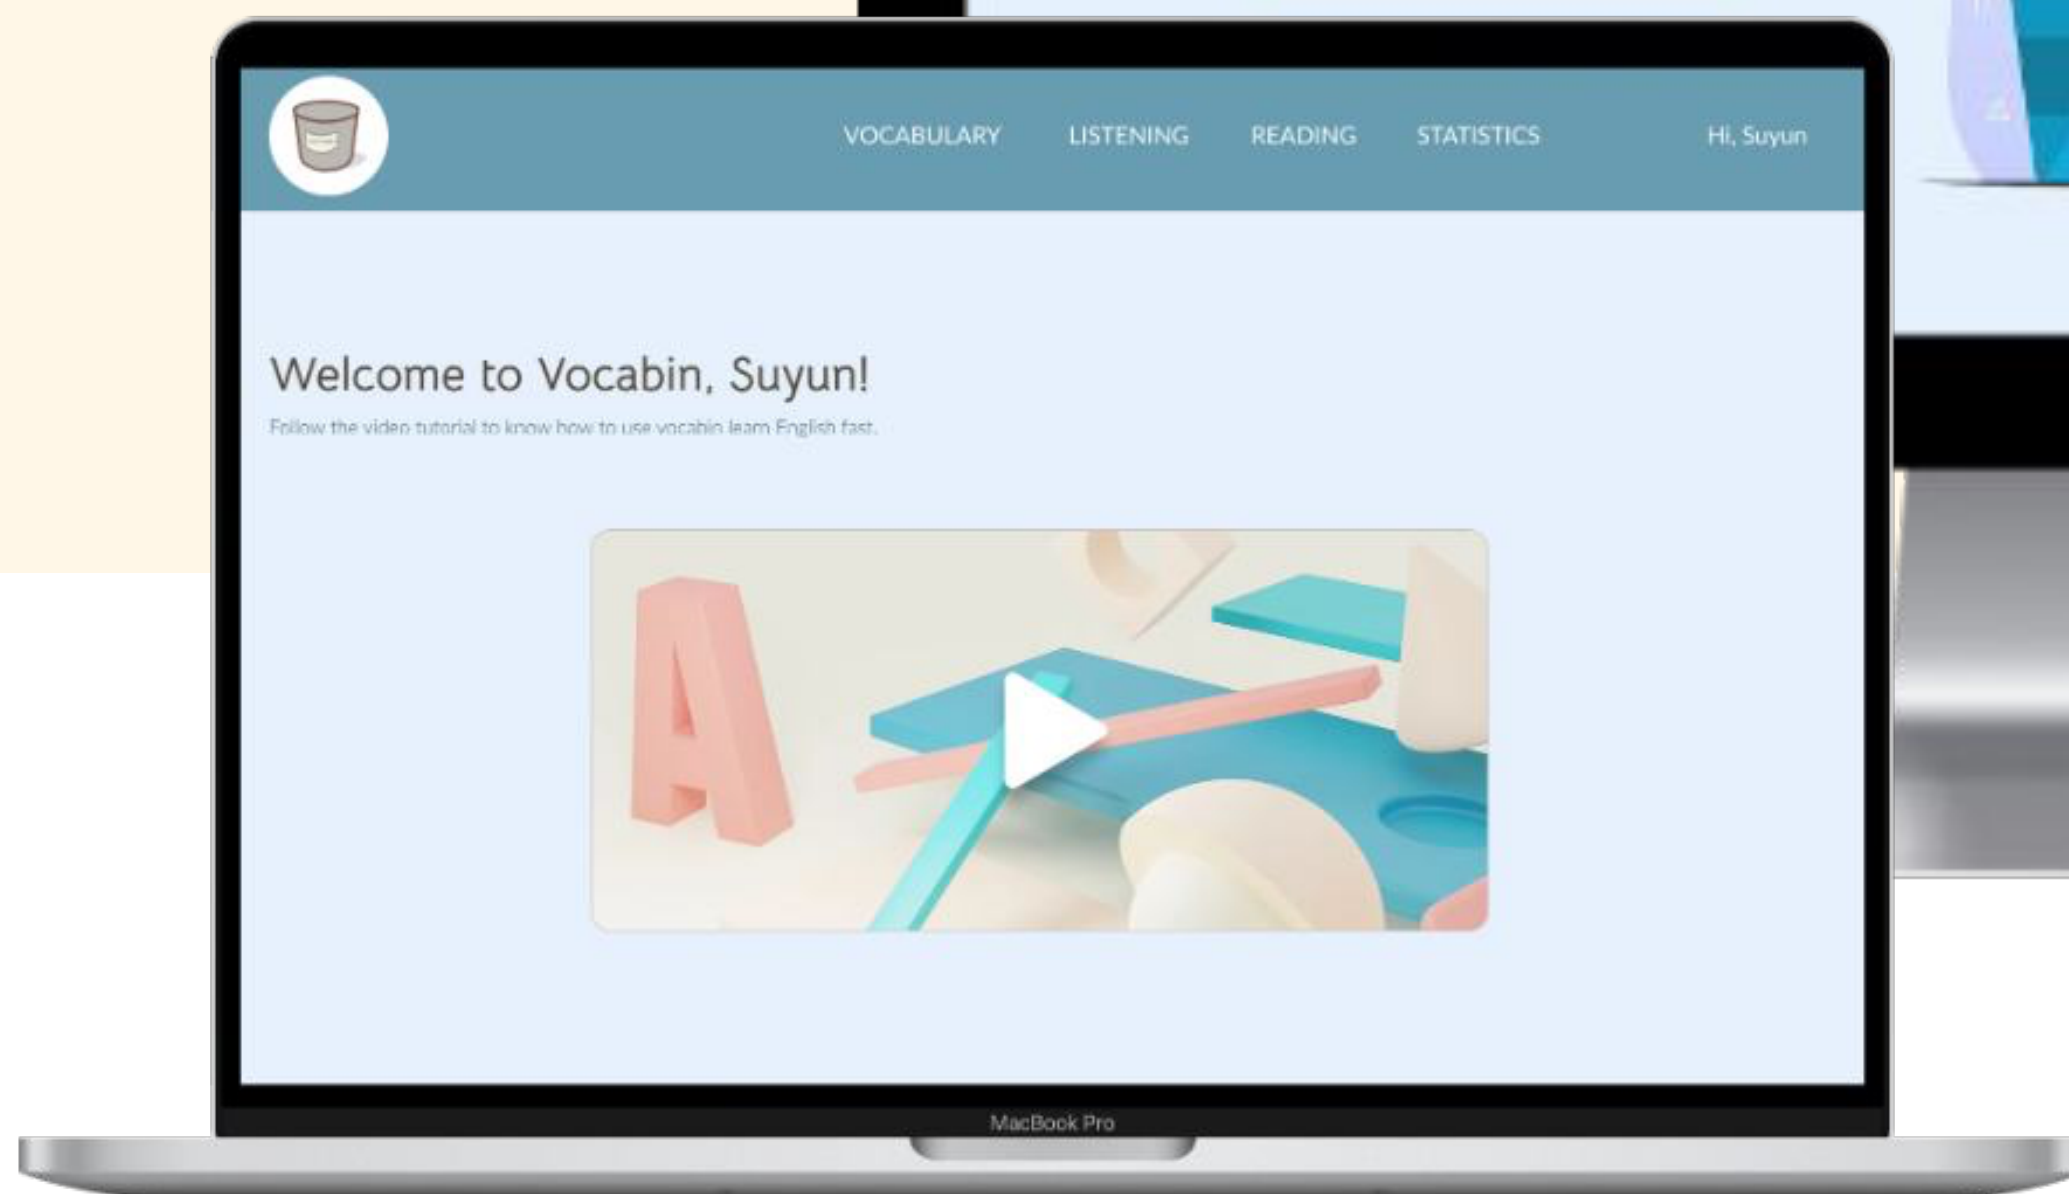 VOCABULARY LISTENING READING STATISTICS Hi, Suyun
Welcome to Vocabin, Suyun!
Follow the video tutorial to know how to use vocabin learn English fast.
A
MacBook Pro